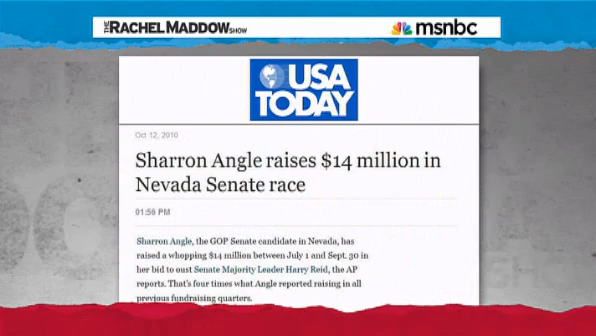 THE RACHEL MADDOW SHOW
msnbc
USA
TODAY
Oct 12, 2010
Sharron Angle raises $14 million in
Nevada Senate race
01:56 PM
Sharron Angle, the GOP Senate candidate in Nevada, has
raised a whopping $14 million between July 1 and Sept. 30 in
her bid to oust Senate Majority Leader Harry Reid, the AP
reports. That's four times what Angle reported raising in all
previous fundraising quarters.